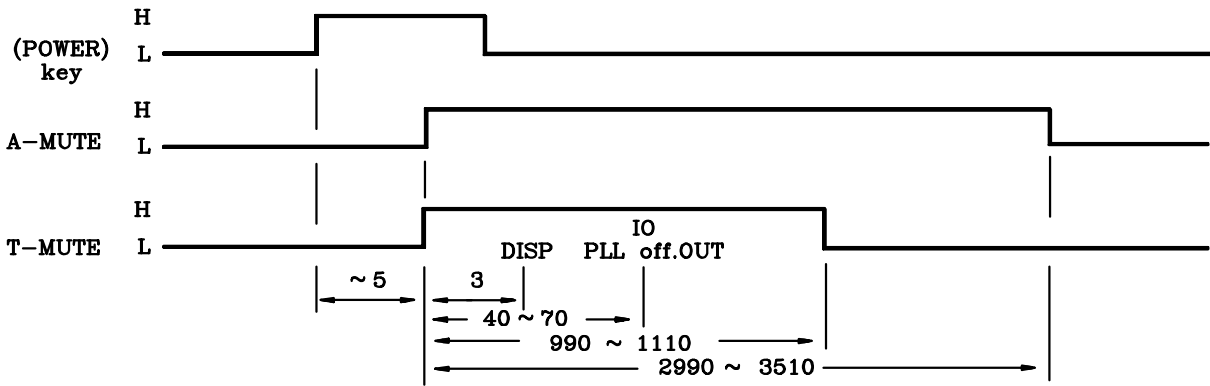 H
(POWER) L
key
H
A-MUTE L
H
IO
T-MUTE L
DISP PLL off.OUT
~5 3
40~70
990 ~ 1110
2990 ~ 3510